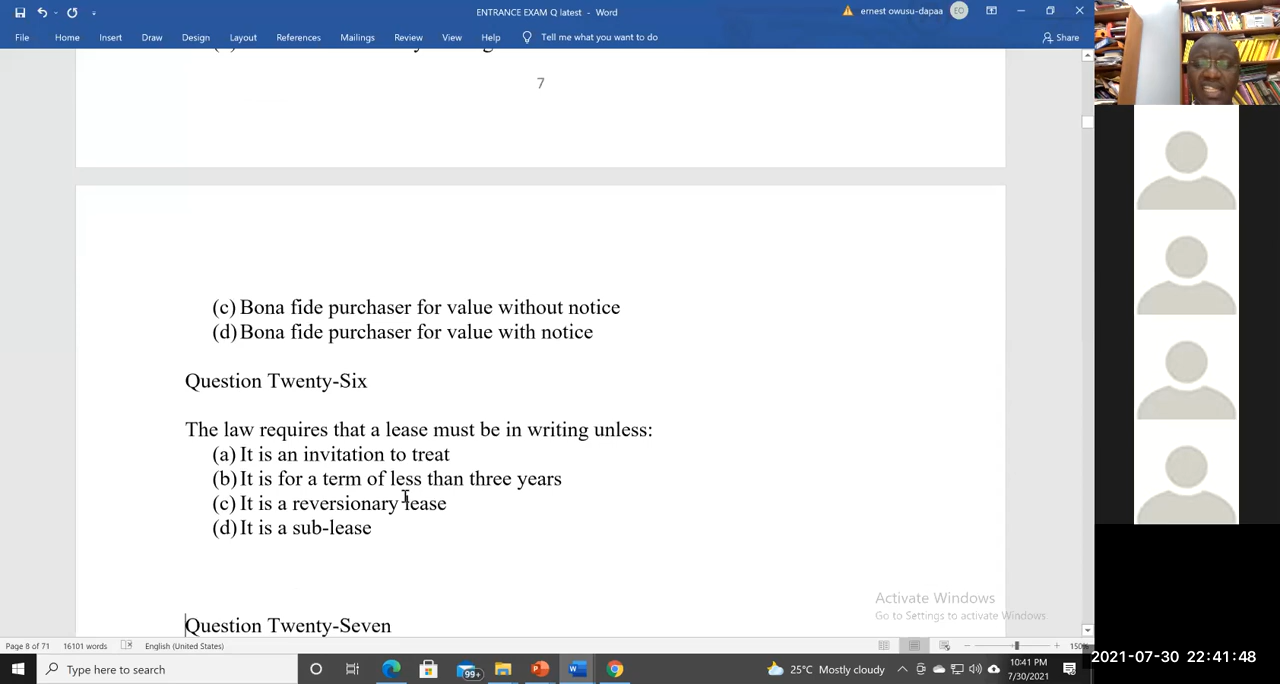 ENTRANCE EXAM Q latest - Word
ernest owusu-dapaa
EO
File Home Insert Draw Design Layout References Mailings Review View Help Tell me what you want to do
Share
7
(c) Bona fide purchaser for value without notice
(d) Bona fide purchaser for value with notice
Question Twenty-Six
The law requires that a lease must be in writing unless:
(a) It is an invitation to treat
(b) It is for a term of less than three years
(c) It is a reversionary lease
(d) It is a sub-lease
Activate Windows
Go to Settings to activate Windows.
Question Twenty-Seven
Page 8 of 71 16101 words English (United States) 150%
Type here to search
99+
25°C Mostly cloudy
10:41 PM
7/30/2021
2021-07-30 22:41:48